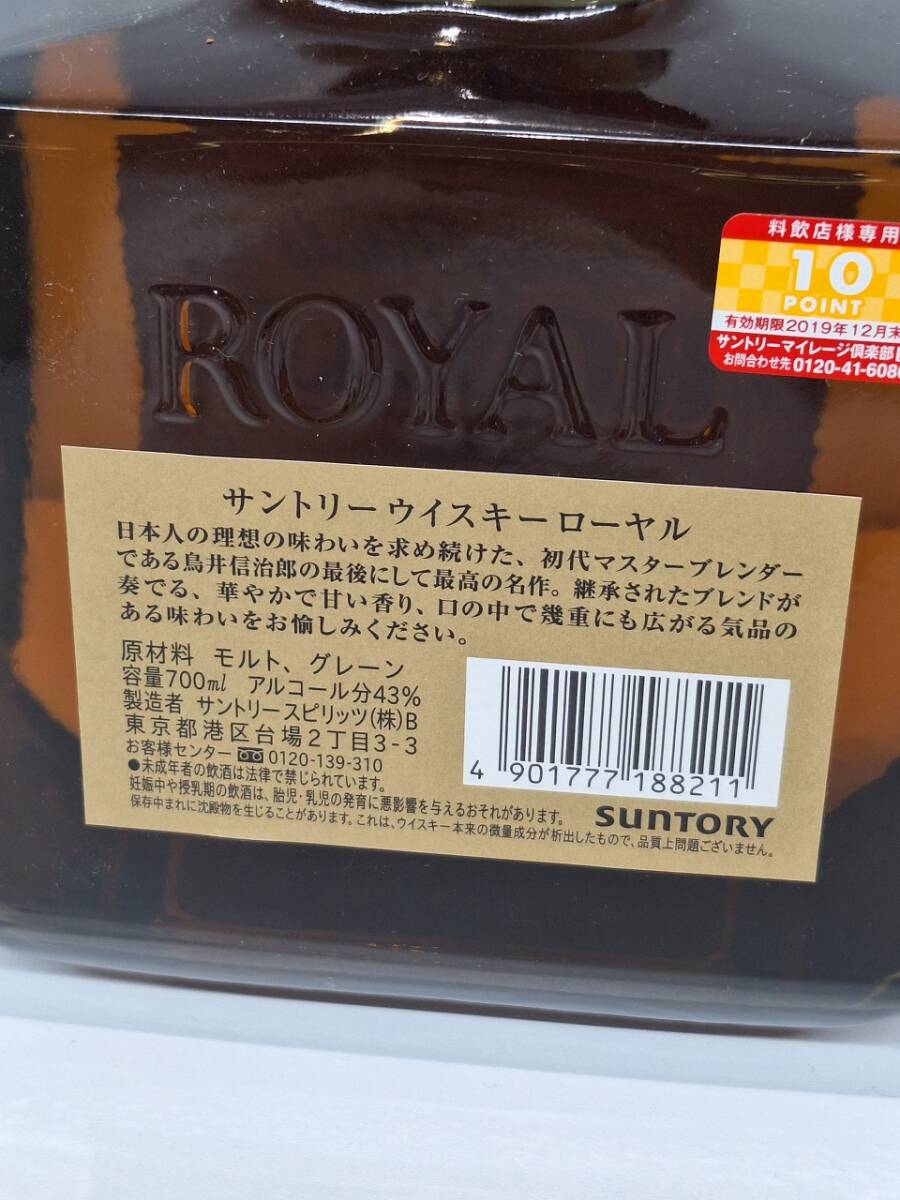 料飲店様専用
10
POINT
有効期限2019年12月末
サントリーマイレージ倶楽部
お問合わせ先 0120-41-6080
ROYAL
サントリー ウイスキー ローヤル
日本人の理想の味わいを求め続けた、初代マスターブレンダー
である鳥井信治郎の最後にして最高の名作。継承されたブレンドが
奏でる、華やかで甘い香り、口の中で幾重にも広がる気品の
ある味わいをお愉しみください。
原材料 モルト、グレーン
容量700ml アルコール分43%
製造者 サントリースピリッツ(株)B
東京都港区台場2丁目3-3
お客様センター 0120-139-310
●未成年者の飲酒は法律で禁じられています。
妊娠中や授乳期の飲酒は、胎児・乳児の発育に悪影響を与えるおそれがあります。
保存中まれに沈殿物を生じることがあります。これは、ウイスキー本来の微量成分が析出したもので、品質上問題ございません。
4 901777 188211
SUNTORY